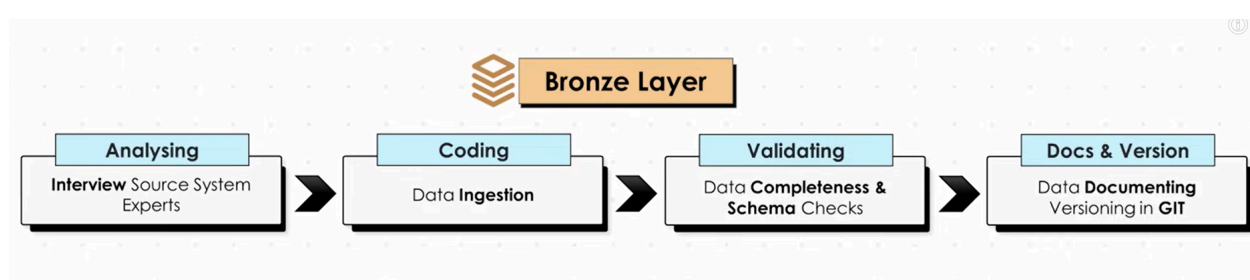 Bronze Layer
Analysing
Interview Source System
Experts
Coding
Data Ingestion
Validating
Data Completeness &
Schema Checks
Docs & Version
Data Documenting
Versioning in GIT